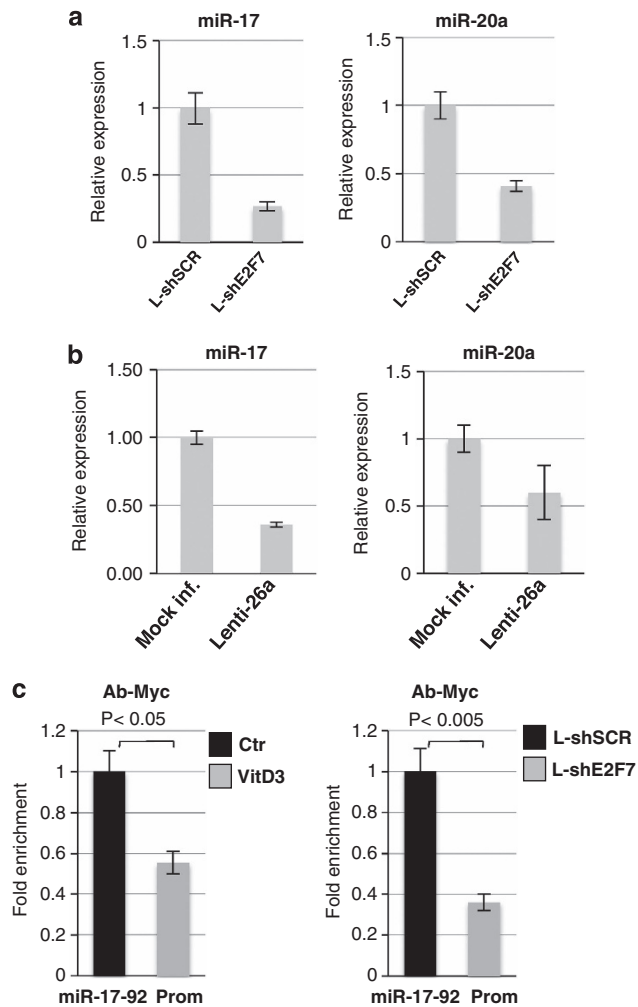 a
miR-17
miR-20a
Relative expression
1.5
1
0.5
0
L-shSCR
L-shE2F7
Relative expression
1.5
1
0.5
0
L-shSCR
L-shE2F7
b
miR-17
miR-20a
Relative expression
1.50
1.00
0.50
0.00
Mock inf.
Lenti-26a
Relative expression
1.5
1
0.5
0
Mock inf.
Lenti-26a
c
Ab-Myc
P< 0.05
Fold enrichment
1.2
1
0.8
0.6
0.4
0.2
0
Ctr
VitD3
miR-17-92 Prom
Ab-Myc
P< 0.005
Fold enrichment
1.2
1
0.8
0.6
0.4
0.2
0
L-shSCR
L-shE2F7
miR-17-92 Prom